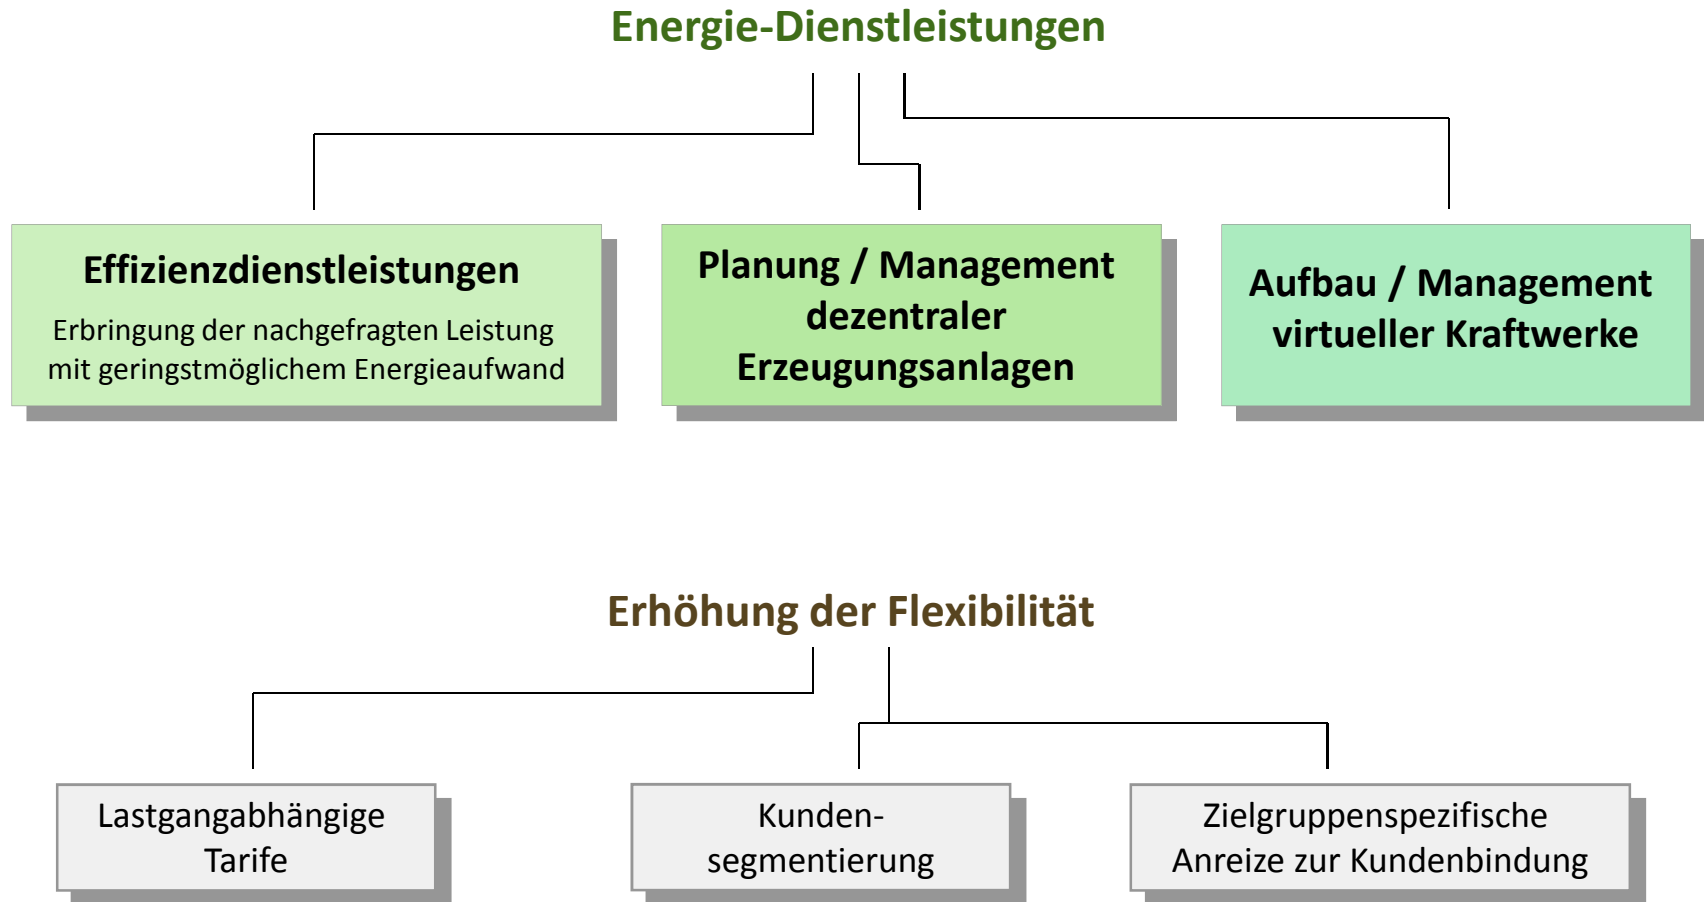 Energie-Dienstleistungen
Effizienzdienstleistungen
Erbringung der nachgefragten Leistung
mit geringstmöglichem Energieaufwand
Planung / Management
dezentraler
Erzeugungsanlagen
Aufbau / Management
virtueller Kraftwerke
Erhöhung der Flexibilität
Lastgangabhängige
Tarife
Kunden-
segmentierung
Zielgruppenspezifische
Anreize zur Kundenbindung